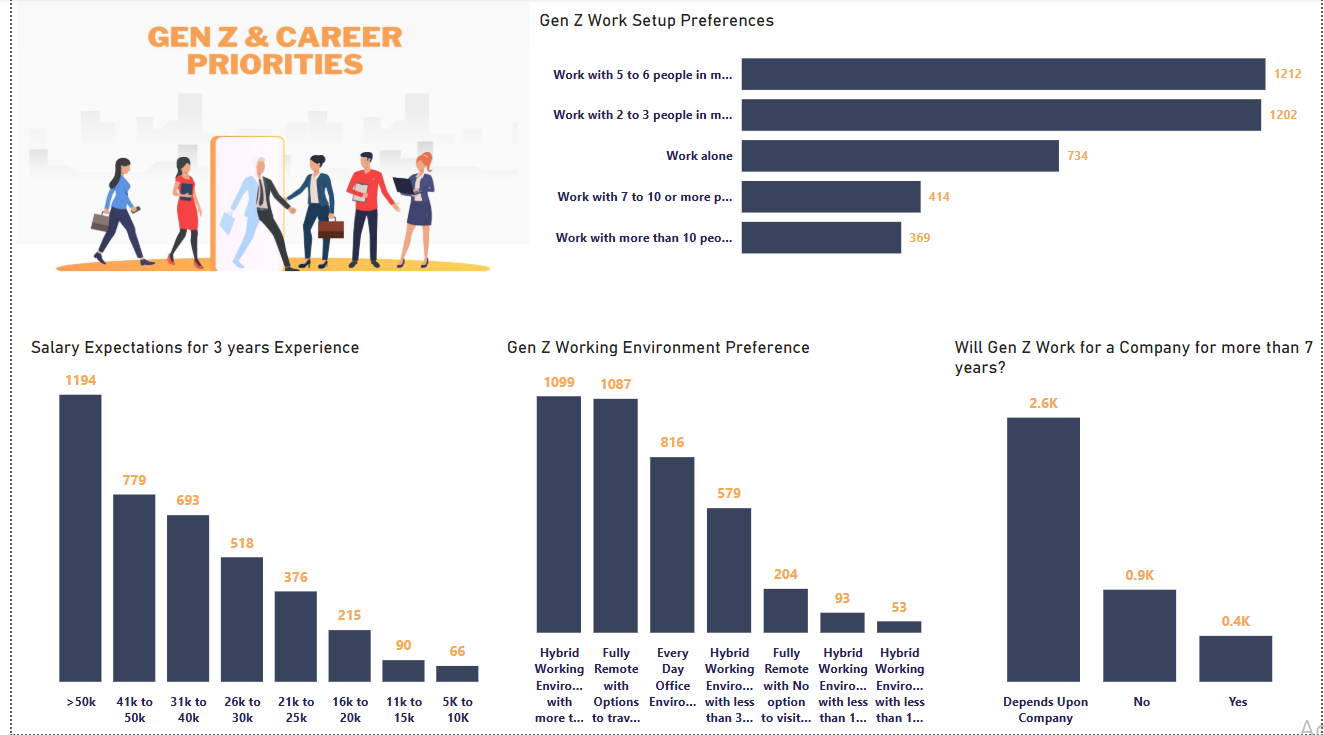 GEN Z & CAREER
PRIORITIES
Gen Z Work Setup Preferences
Work with 5 to 6 people in m... 1212
Work with 2 to 3 people in m... 1202
Work alone 734
Work with 7 to 10 or more p... 414
Work with more than 10 peo... 369
Salary Expectations for 3 years Experience
1194
779
693
518
376
215
90
66
>50k
41k to
50k
31k to
40k
26k to
30k
21k to
25k
16k to
20k
11k to
15k
5K to
10K
Gen Z Working Environment Preference
1099
1087
816
579
204
93
53
Hybrid
Working
Enviro...
with
more t...
Fully
Remote
with
Options
to trav...
Every
Day
Office
Enviro...
Hybrid
Working
Enviro...
with less
than 3...
Fully
Remote
with No
option
to visit...
Hybrid
Working
Enviro...
with less
than 1...
Hybrid
Working
Enviro...
with less
than 1...
Will Gen Z Work for a Company for more than 7
years?
2.6K
0.9K
0.4K
Depends Upon
Company
No
Yes